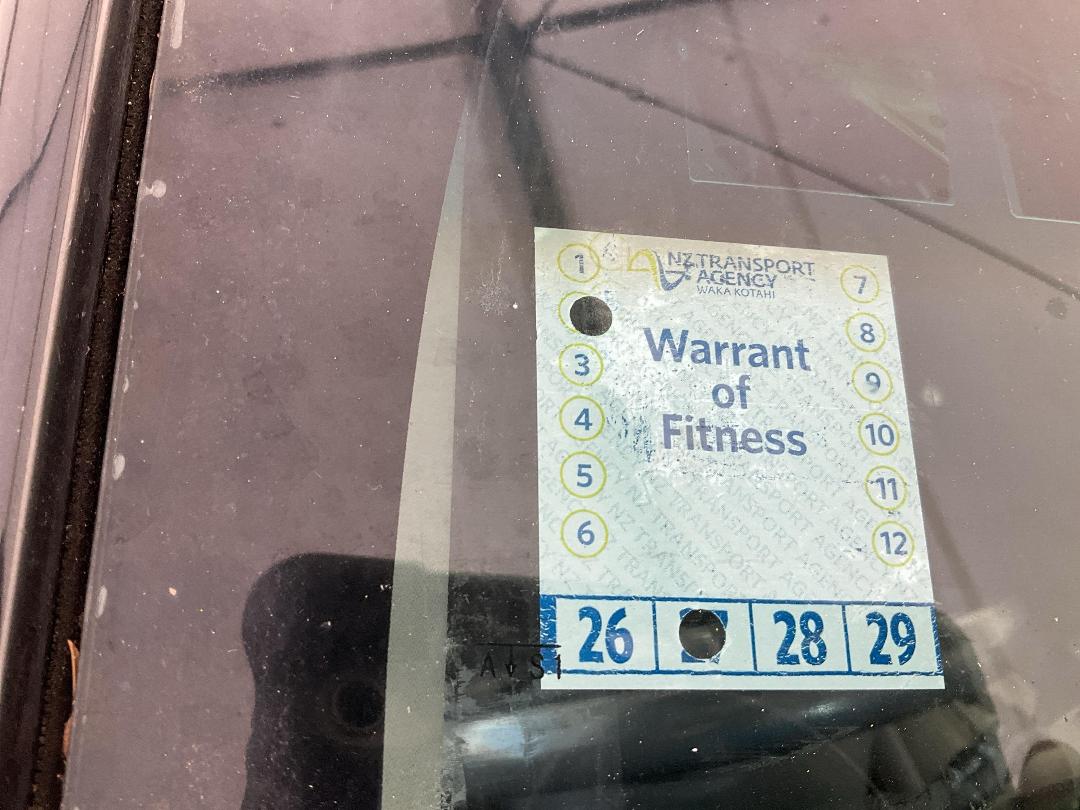 NZ TRANSPORT
AGENCY
WAKA KOTAHI
Warrant
of
Fitness
1
3
4
5
6
7
8
9
10
11
12
26 28 29